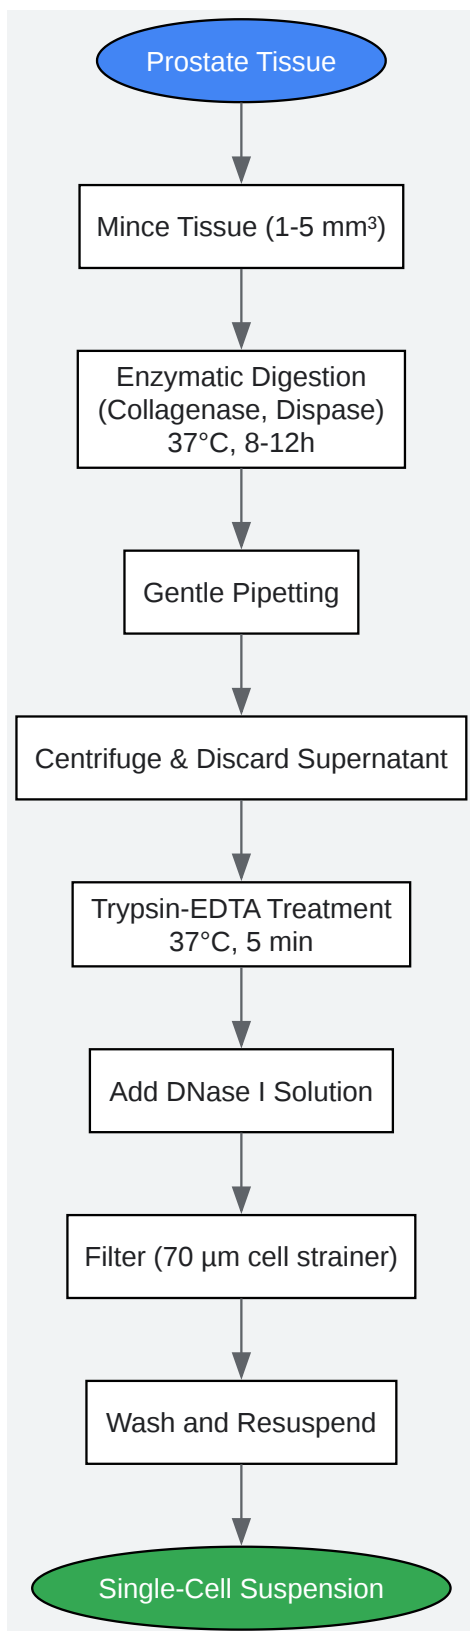 Prostate Tissue
Mince Tissue (1-5 mm³)
Enzymatic Digestion
(Collagenase, Dispase)
37°C, 8-12h
Gentle Pipetting
Centrifuge & Discard Supernatant
Trypsin-EDTA Treatment
37°C, 5 min
Add DNase I Solution
Filter (70 µm cell strainer)
Wash and Resuspend
Single-Cell Suspension